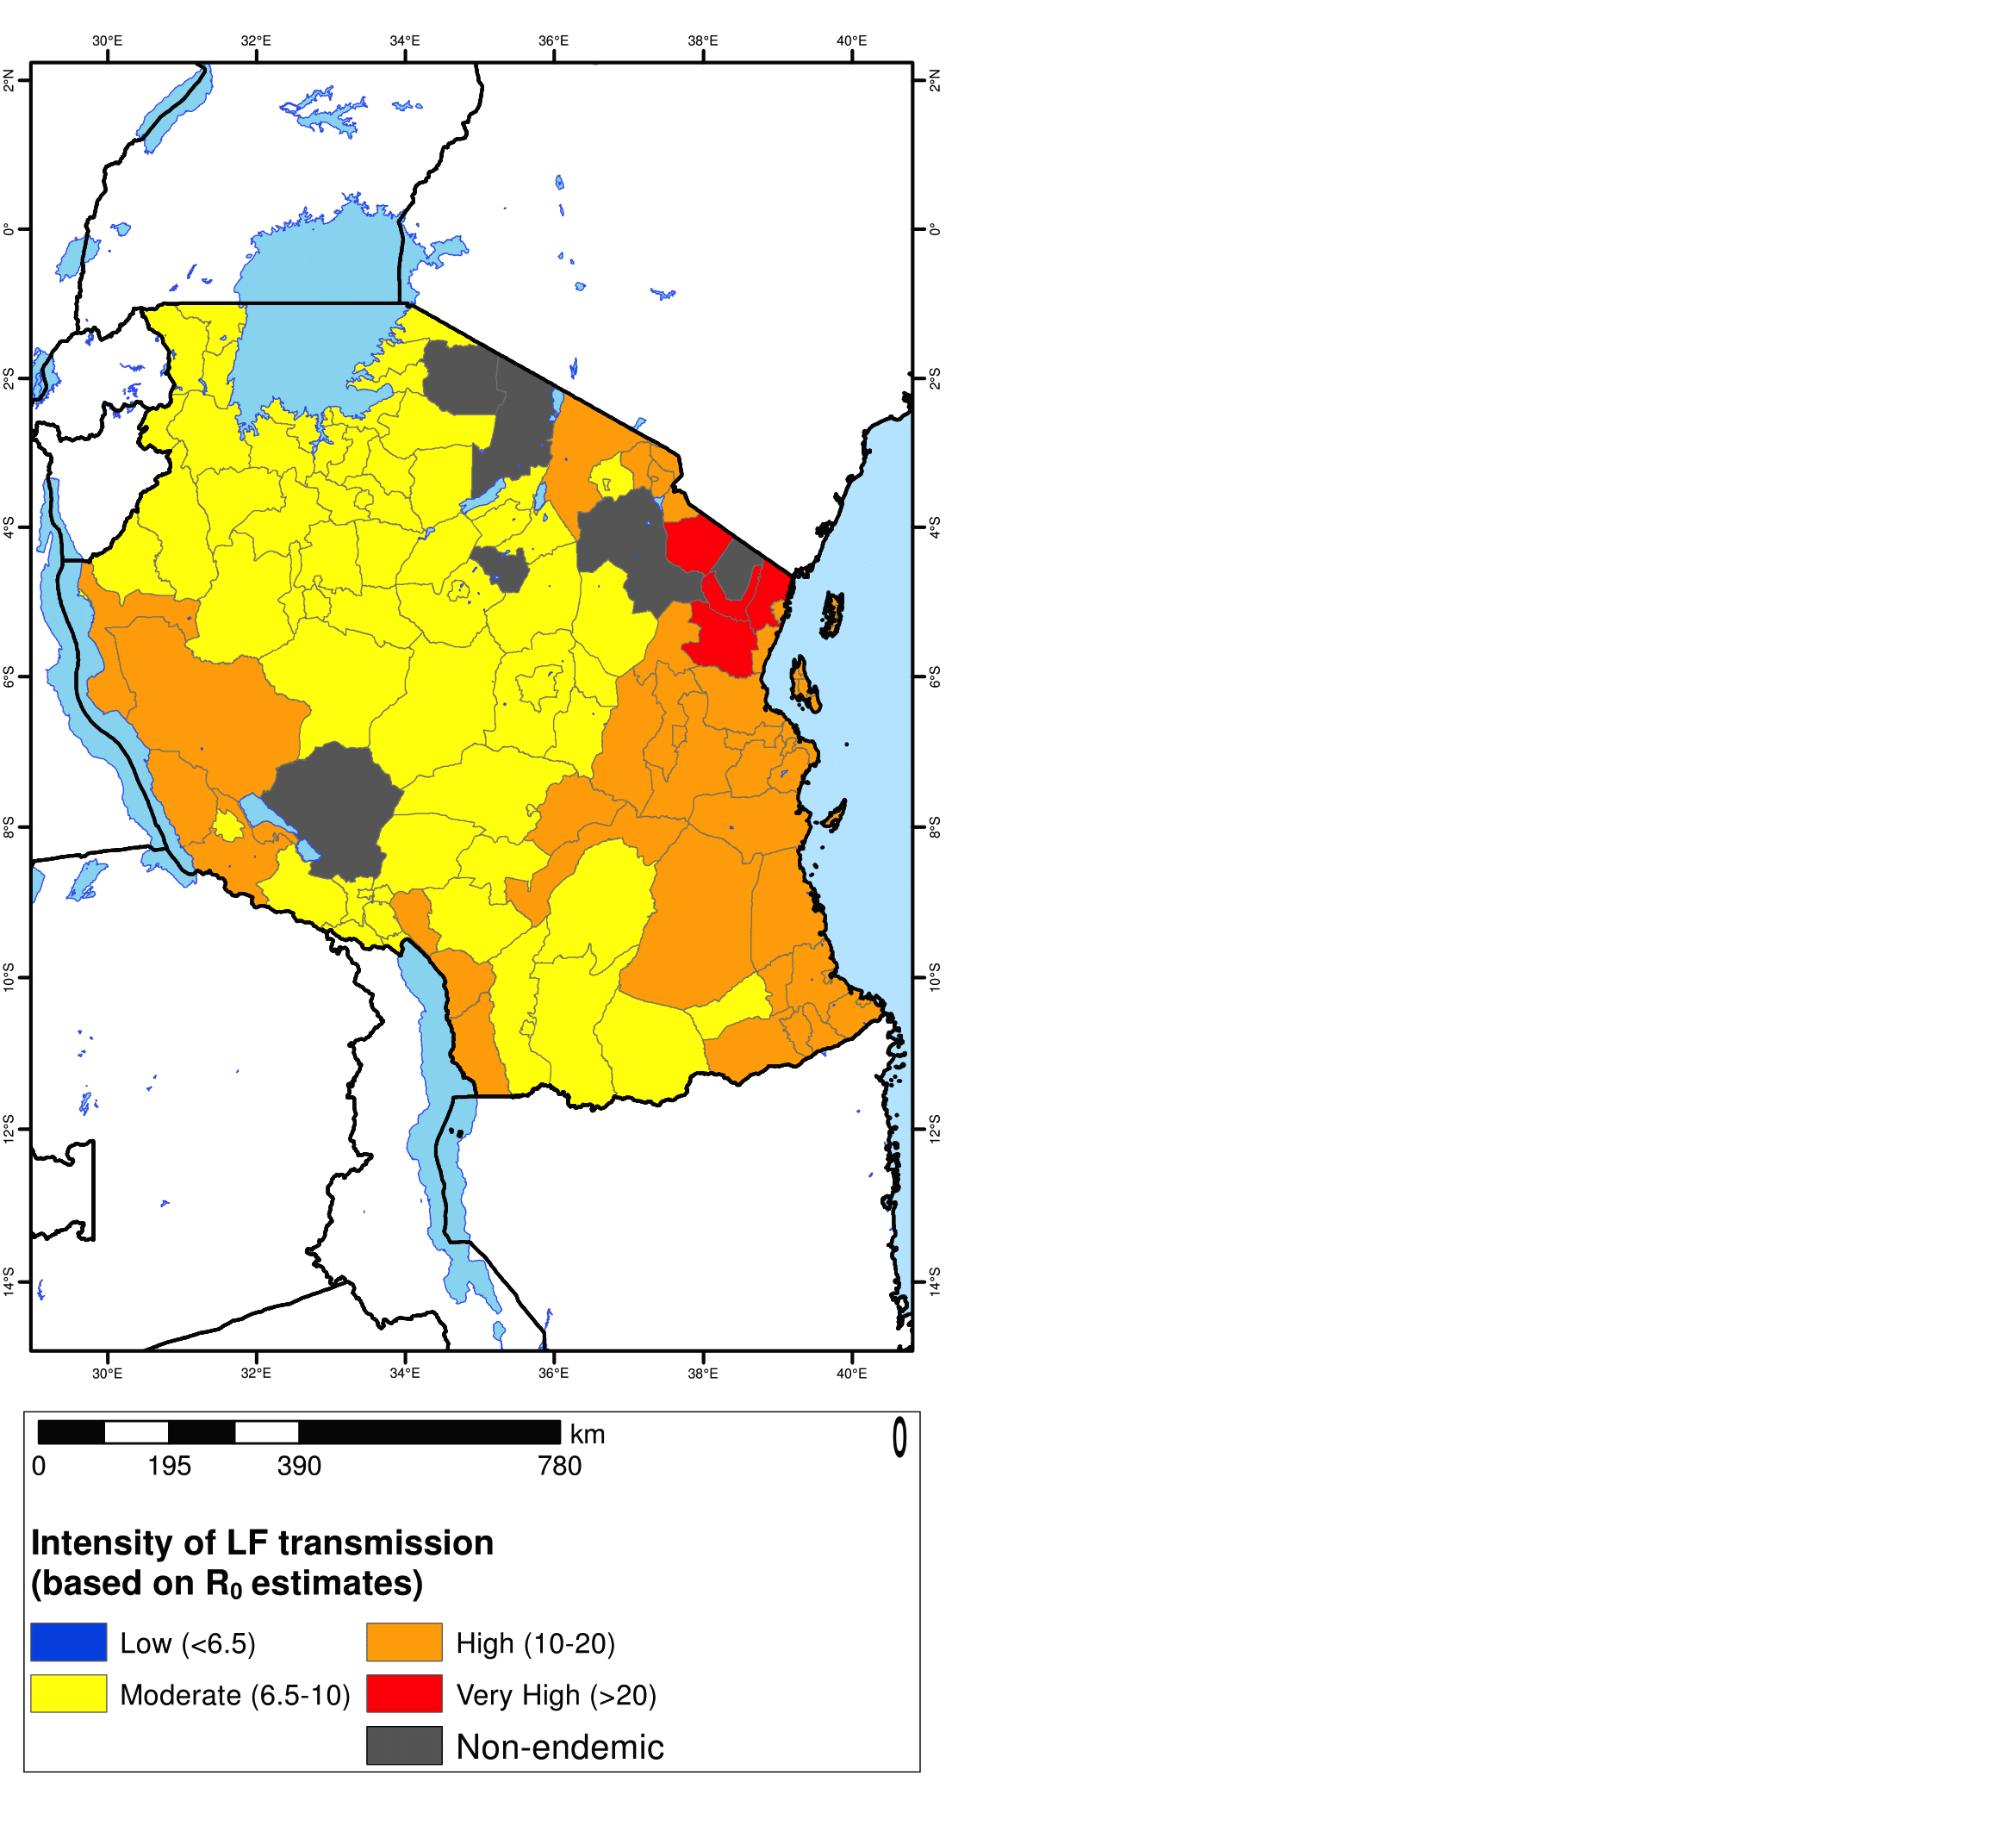 30°E 32°E 34°E 36°E 38°E 40°E
2°N 2°N
0° 0°
2°S 2°S
4°S 4°S
6°S 6°S
8°S 8°S
10°S 10°S
12°S 12°S
14°S 14°S
30°E 32°E 34°E 36°E 38°E 40°E
km
0 195 390 780
0
Intensity of LF transmission
(based on R₀ estimates)
Low (<6.5) High (10-20)
Moderate (6.5-10) Very High (>20)
Non-endemic